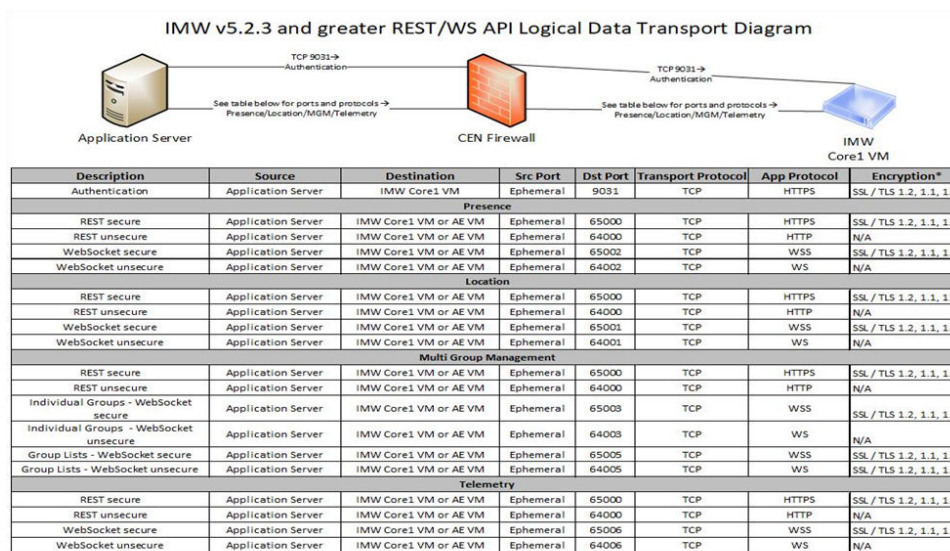 IMW v5.2.3 and greater REST/WS API Logical Data Transport Diagram
TCP 9031→
Authentication
TCP 9031→
Authentication
See table below for ports and protocols →
Presence/Location/MGM/Telemetry
See table below for ports and protocols →
Presence/Location/MGM/Telemetry
Application Server
CEN Firewall
IMW
Core1 VM
Description Source Destination Src Port Dst Port Transport Protocol App Protocol Encryption*
Authentication Application Server IMW Core1 VM Ephemeral 9031 TCP HTTPS SSL / TLS 1.2, 1.1, 1.
Presence
REST secure Application Server IMW Core1 VM or AE VM Ephemeral 65000 TCP HTTPS SSL / TLS 1.2, 1.1, 1.
REST unsecure Application Server IMW Core1 VM or AE VM Ephemeral 64000 TCP HTTP N/A
WebSocket secure Application Server IMW Core1 VM or AE VM Ephemeral 65002 TCP WSS SSL / TLS 1.2, 1.1, 1.
WebSocket unsecure Application Server IMW Core1 VM or AE VM Ephemeral 64002 TCP WS N/A
Location
REST secure Application Server IMW Core1 VM or AE VM Ephemeral 65000 TCP HTTPS SSL / TLS 1.2, 1.1, 1.
REST unsecure Application Server IMW Core1 VM or AE VM Ephemeral 64000 TCP HTTP N/A
WebSocket secure Application Server IMW Core1 VM or AE VM Ephemeral 65001 TCP WSS SSL / TLS 1.2, 1.1, 1.
WebSocket unsecure Application Server IMW Core1 VM or AE VM Ephemeral 64001 TCP WS N/A
Multi Group Management
REST secure Application Server IMW Core1 VM or AE VM Ephemeral 65000 TCP HTTPS SSL / TLS 1.2, 1.1, 1.
REST unsecure Application Server IMW Core1 VM or AE VM Ephemeral 64000 TCP HTTP N/A
Individual Groups - WebSocket
secure Application Server IMW Core1 VM or AE VM Ephemeral 65003 TCP WSS SSL / TLS 1.2, 1.1, 1.
Individual Groups - WebSocket
unsecure Application Server IMW Core1 VM or AE VM Ephemeral 64003 TCP WS N/A
Group Lists - WebSocket secure Application Server IMW Core1 VM or AE VM Ephemeral 65005 TCP WSS SSL / TLS 1.2, 1.1, 1.
Group Lists - WebSocket unsecure Application Server IMW Core1 VM or AE VM Ephemeral 64005 TCP WS SSL / TLS 1.2, 1.1, 1.
Telemetry
REST secure Application Server IMW Core1 VM or AE VM Ephemeral 65000 TCP HTTPS SSL / TLS 1.2, 1.1, 1.
REST unsecure Application Server IMW Core1 VM or AE VM Ephemeral 64000 TCP HTTP N/A
WebSocket secure Application Server IMW Core1 VM or AE VM Ephemeral 65006 TCP WSS SSL / TLS 1.2, 1.1, 1.
WebSocket unsecure Application Server IMW Core1 VM or AE VM Ephemeral 64006 TCP WS N/A